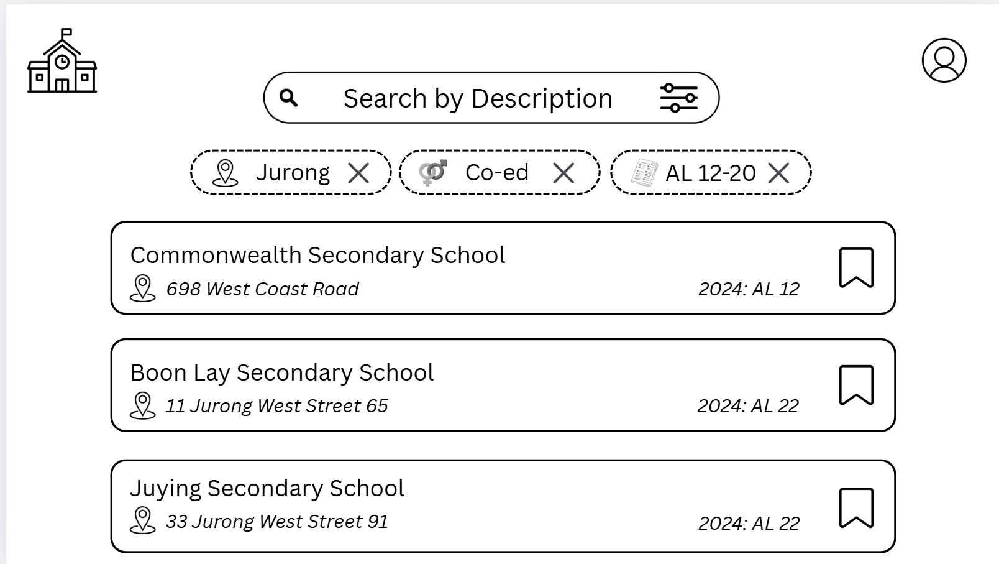 Search by Description
Jurong
Co-ed
AL 12-20
Commonwealth Secondary School
698 West Coast Road
2024: AL 12
Boon Lay Secondary School
11 Jurong West Street 65
2024: AL 22
Juying Secondary School
33 Jurong West Street 91
2024: AL 22